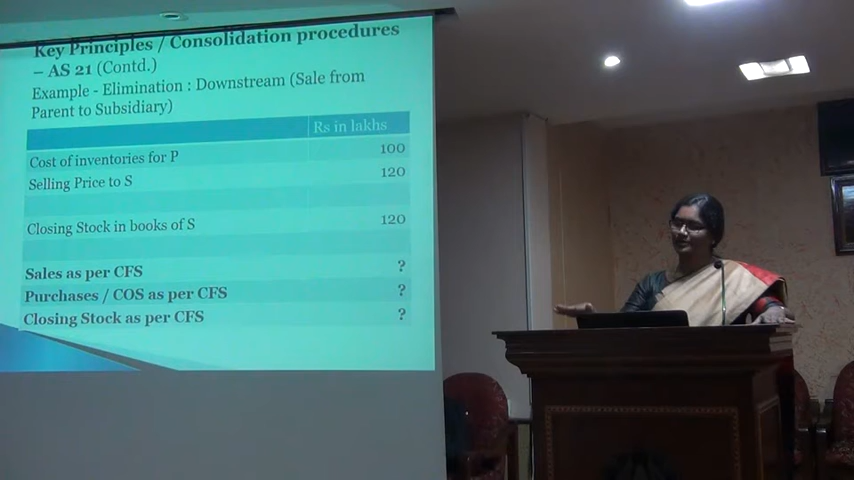 Key Principles / Consolidation procedures
– AS 21 (Contd.)
Example - Elimination : Downstream (Sale from
Parent to Subsidiary)
Rs in lakhs
Cost of inventories for P 100
Selling Price to S 120
Closing Stock in books of S 120
Sales as per CFS ?
Purchases / COS as per CFS ?
Closing Stock as per CFS ?